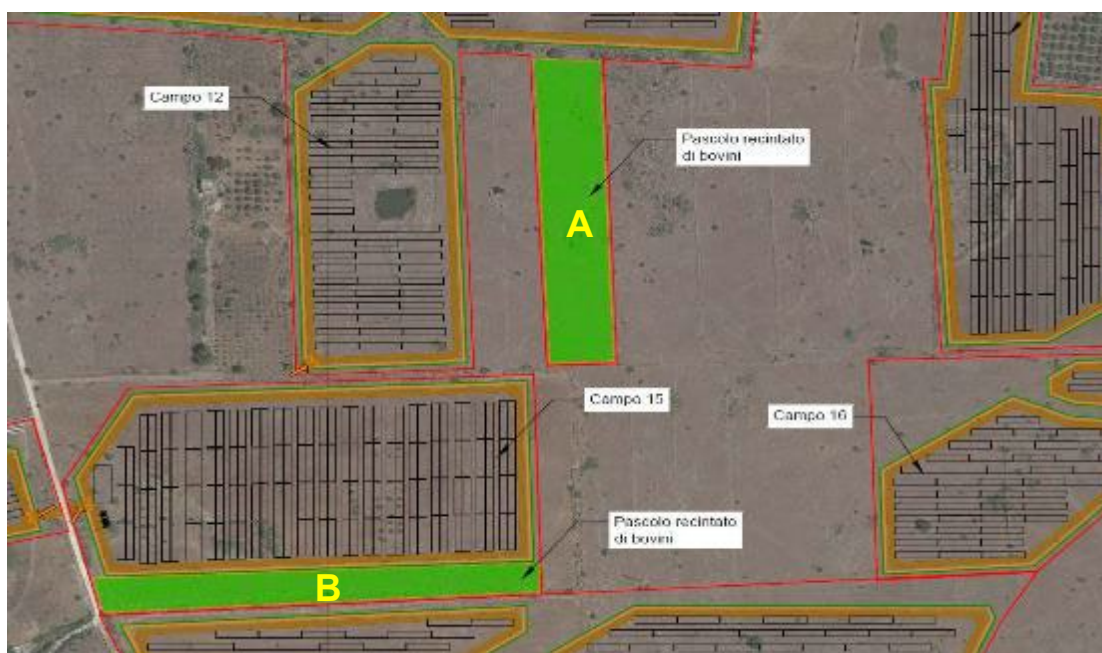 Campo 12
Pascolo recintato
di bovini
A
Campo 15
Campo 16
Pascolo recintato
di bovini
B